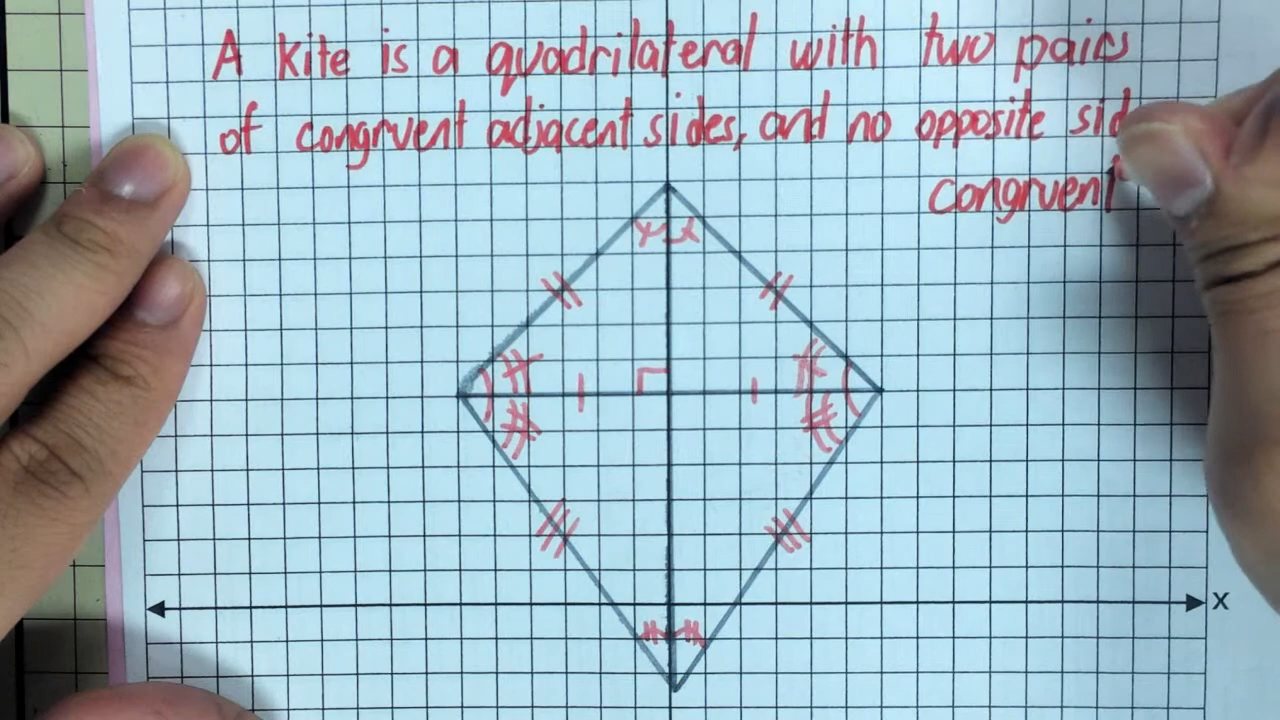 A kite is a quadrilateral with two pairs
of congruent adjacent sides, and no opposite
congruent
x